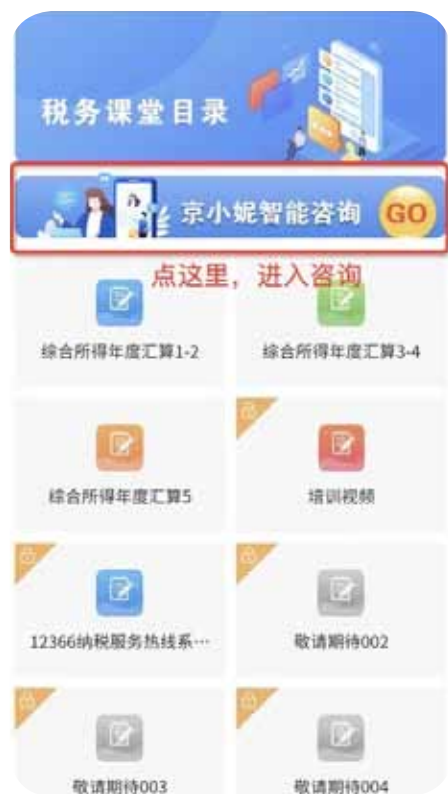 税务课堂目录
京小妮智能咨询 GO
点这里，进入咨询
综合所得年度汇算1-2
综合所得年度汇算3-4
综合所得年度汇算5
培训视频
12366纳税服务热线系…
敬请期待002
敬请期待003
敬请期待004